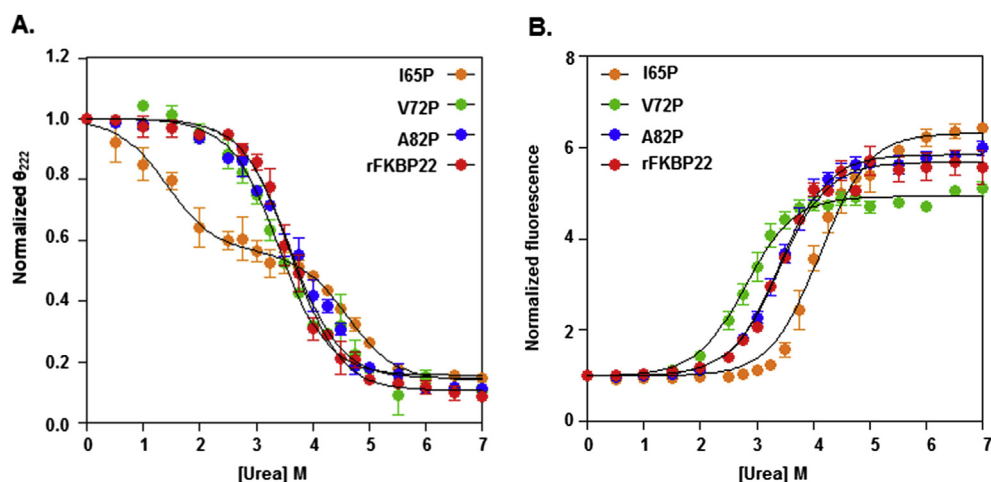 A.
1.2
1.0
0.8
0.6
0.4
0.2
0.0
Normalized θ222
I65P
V72P
A82P
rFKBP22
0 1 2 3 4 5 6 7
[Urea] M
B.
8
6
4
2
0
Normalized fluorescence
I65P
V72P
A82P
rFKBP22
0 1 2 3 4 5 6 7
[Urea] M